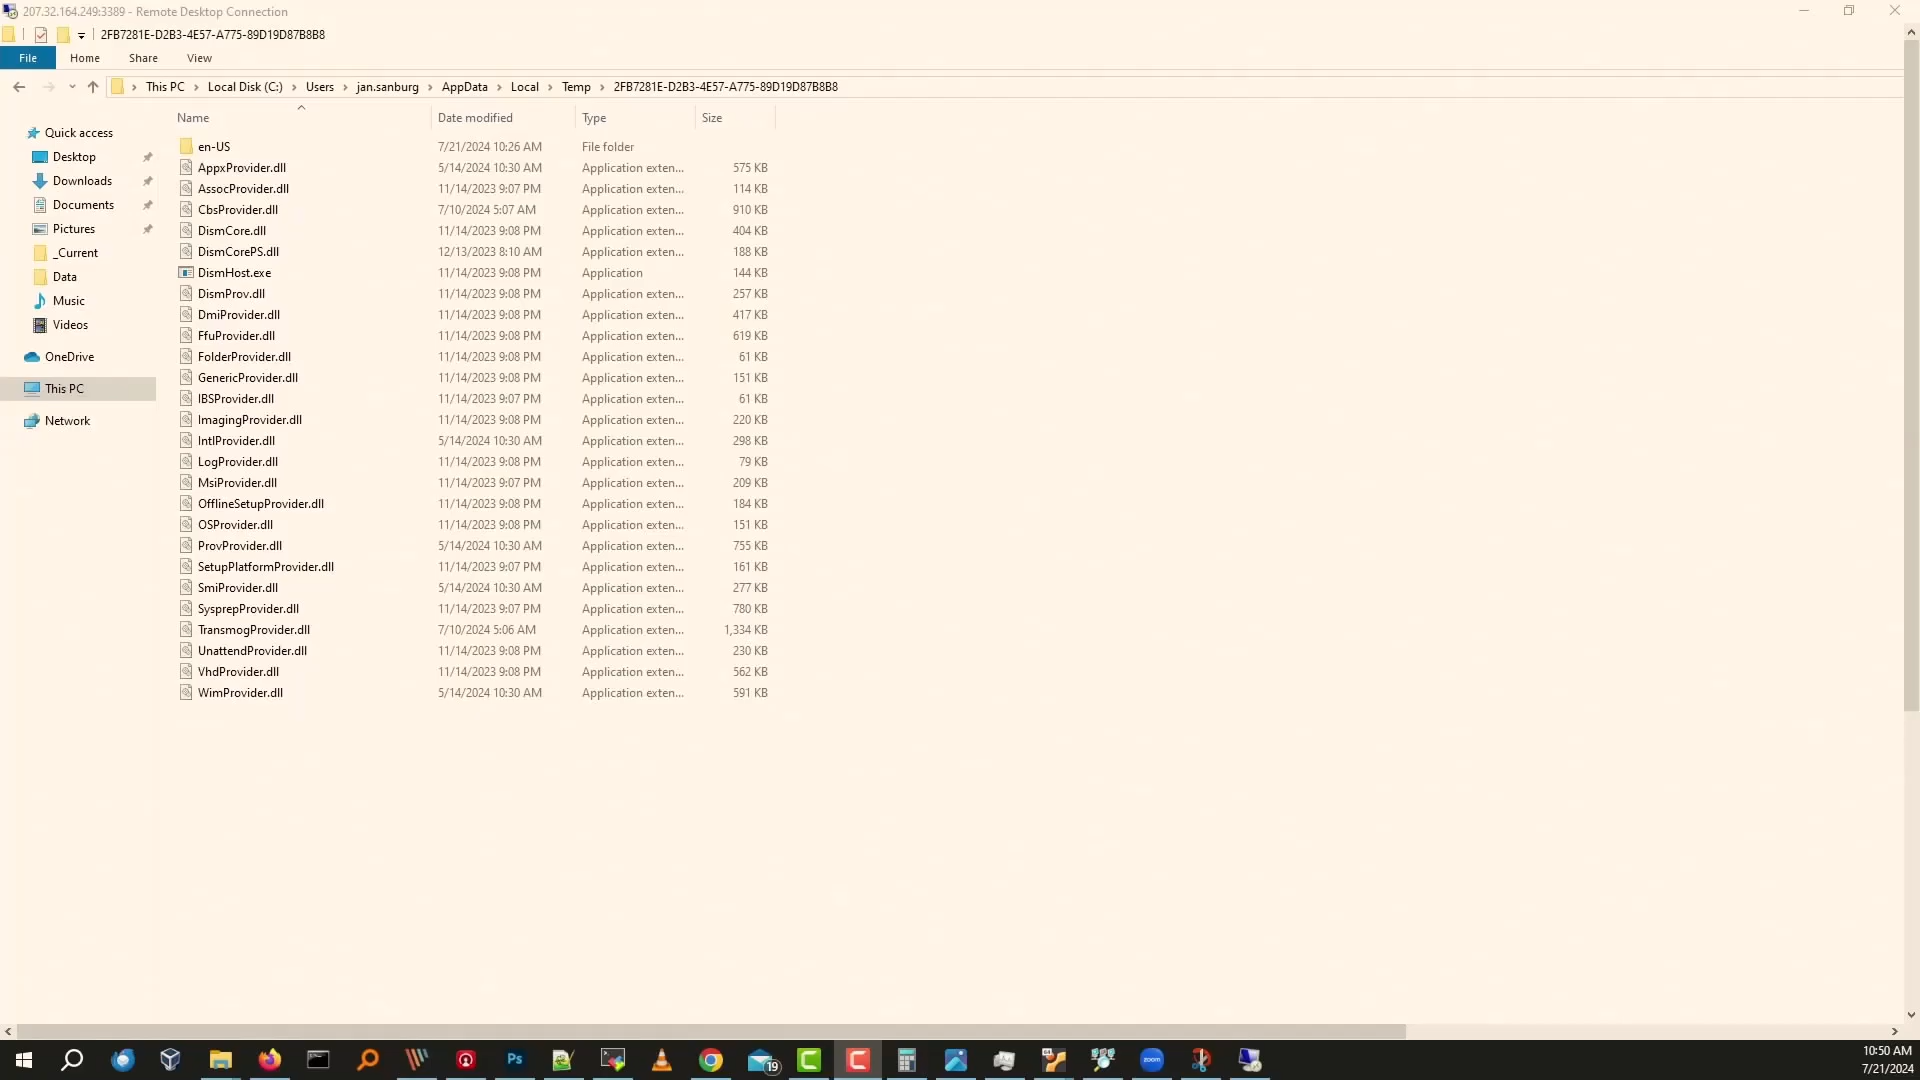 207.32.164.249:3389 - Remote Desktop Connection
2FB7281E-D2B3-4E57-A775-89D19D87B8B8
File Home Share View
This PC Local Disk (C:) Users jan.sanburg AppData Local Temp 2FB7281E-D2B3-4E57-A775-89D19D87B8B8
Quick access
Desktop
Downloads
Documents
Pictures
_Current
Data
Music
Videos
OneDrive
This PC
Network
Name Date modified Type Size
en-US 7/21/2024 10:26 AM File folder
AppxProvider.dll 5/14/2024 10:30 AM Application exten... 575 KB
AssocProvider.dll 11/14/2023 9:07 PM Application exten... 114 KB
CbsProvider.dll 7/10/2024 5:07 AM Application exten... 910 KB
DismCore.dll 11/14/2023 9:08 PM Application exten... 404 KB
DismCorePS.dll 12/13/2023 8:10 AM Application exten... 188 KB
DismHost.exe 11/14/2023 9:08 PM Application 144 KB
DismProv.dll 11/14/2023 9:08 PM Application exten... 257 KB
DmiProvider.dll 11/14/2023 9:08 PM Application exten... 417 KB
FfuProvider.dll 11/14/2023 9:08 PM Application exten... 619 KB
FolderProvider.dll 11/14/2023 9:08 PM Application exten... 61 KB
GenericProvider.dll 11/14/2023 9:08 PM Application exten... 151 KB
IBSProvider.dll 11/14/2023 9:07 PM Application exten... 61 KB
ImagingProvider.dll 11/14/2023 9:08 PM Application exten... 220 KB
IntlProvider.dll 5/14/2024 10:30 AM Application exten... 298 KB
LogProvider.dll 11/14/2023 9:08 PM Application exten... 79 KB
MsiProvider.dll 11/14/2023 9:07 PM Application exten... 209 KB
OfflineSetupProvider.dll 11/14/2023 9:08 PM Application exten... 184 KB
OSProvider.dll 11/14/2023 9:08 PM Application exten... 151 KB
ProvProvider.dll 5/14/2024 10:30 AM Application exten... 755 KB
SetupPlatformProvider.dll 11/14/2023 9:07 PM Application exten... 161 KB
SmiProvider.dll 5/14/2024 10:30 AM Application exten... 277 KB
SysprepProvider.dll 11/14/2023 9:07 PM Application exten... 780 KB
TransmogProvider.dll 7/10/2024 5:06 AM Application exten... 1,334 KB
UnattendProvider.dll 11/14/2023 9:08 PM Application exten... 230 KB
VhdProvider.dll 11/14/2023 9:08 PM Application exten... 562 KB
WimProvider.dll 5/14/2024 10:30 AM Application exten... 591 KB
Ps
19
zoom
10:50 AM
7/21/2024